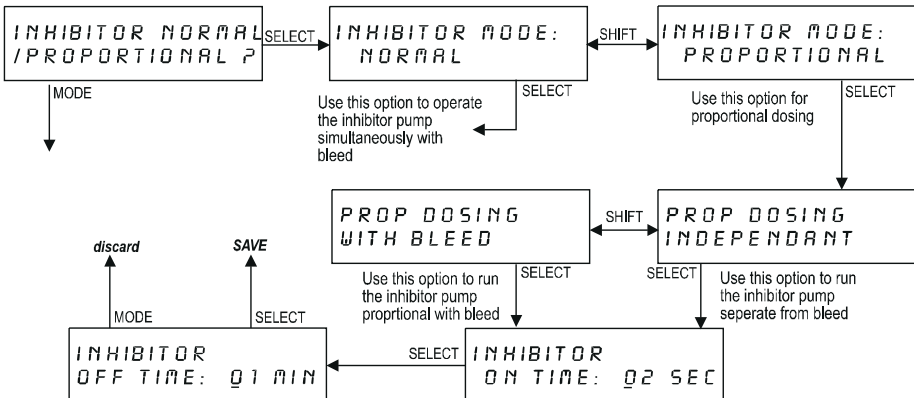 INHIBITOR NORMAL
/PROPORTIONAL ?
SELECT
INHIBITOR MODE:
NORMAL
SHIFT
INHIBITOR MODE:
PROPORTIONAL
MODE
Use this option to operate
the inhibitor pump
simultaneously with
bleed
SELECT
Use this option for
proportional dosing
SELECT
PROP DOSING
WITH BLEED
SHIFT
PROP DOSING
INDEPENDANT
discard
SAVE
Use this option to run
the inhibitor pump
proprtional with bleed
SELECT
SELECT
Use this option to run
the inhibitor pump
seperate from bleed
MODE
SELECT
INHIBITOR
OFF TIME: 01 MIN
SELECT
INHIBITOR
ON TIME: 02 SEC